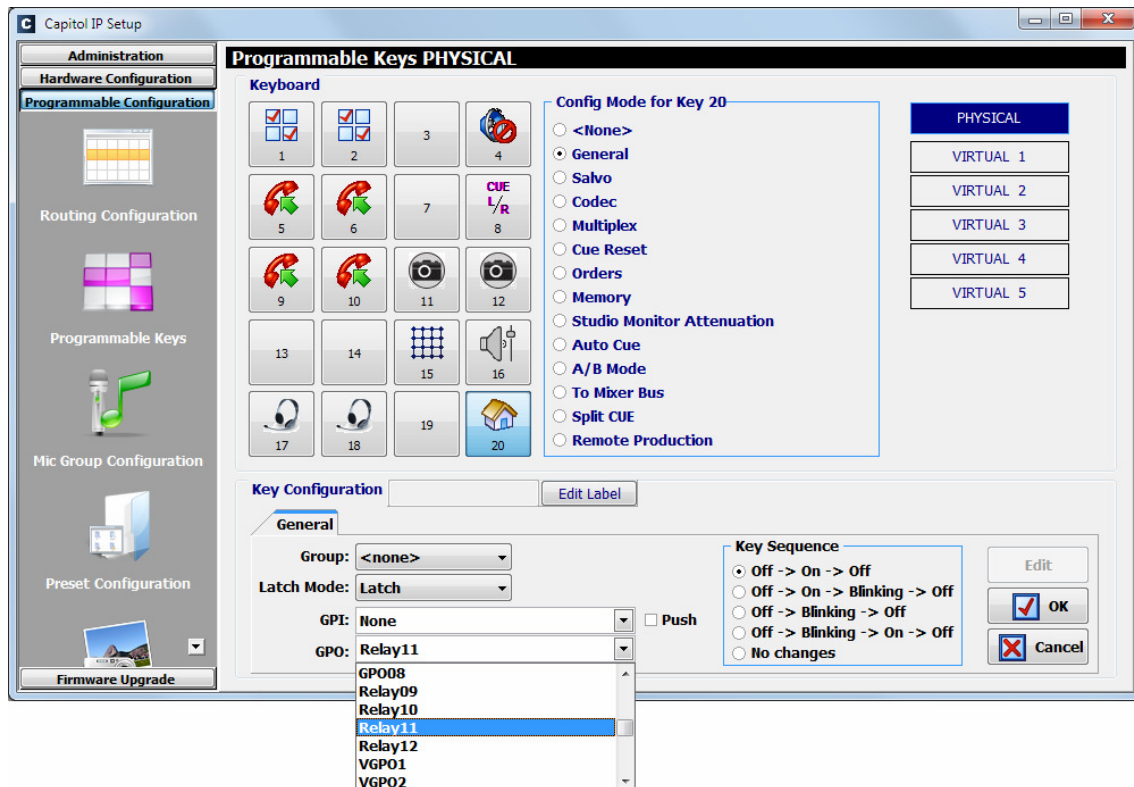 Capitol IP Setup
Administration
Hardware Configuration
Programmable Configuration
Routing Configuration
Programmable Keys
Mic Group Configuration
Preset Configuration
Firmware Upgrade
Programmable Keys PHYSICAL
Keyboard
1
2
3
4
5
6
7
CUE
L/R
8
9
10
11
12
13
14
15
16
17
18
19
20
Config Mode for Key 20
<None>
General
Salvo
Codec
Multiplex
Cue Reset
Orders
Memory
Studio Monitor Attenuation
Auto Cue
A/B Mode
To Mixer Bus
Split CUE
Remote Production
PHYSICAL
VIRTUAL 1
VIRTUAL 2
VIRTUAL 3
VIRTUAL 4
VIRTUAL 5
Key Configuration
Edit Label
General
Group: <none>
Latch Mode: Latch
GPI: None
Push
GPO: Relay11
GPO08
Relay09
Relay10
Relay11
Relay12
VGPO1
VGPO2
Key Sequence
Off -> On -> Off
Off -> On -> Blinking -> Off
Off -> Blinking -> Off
Off -> Blinking -> On -> Off
No changes
Edit
OK
Cancel